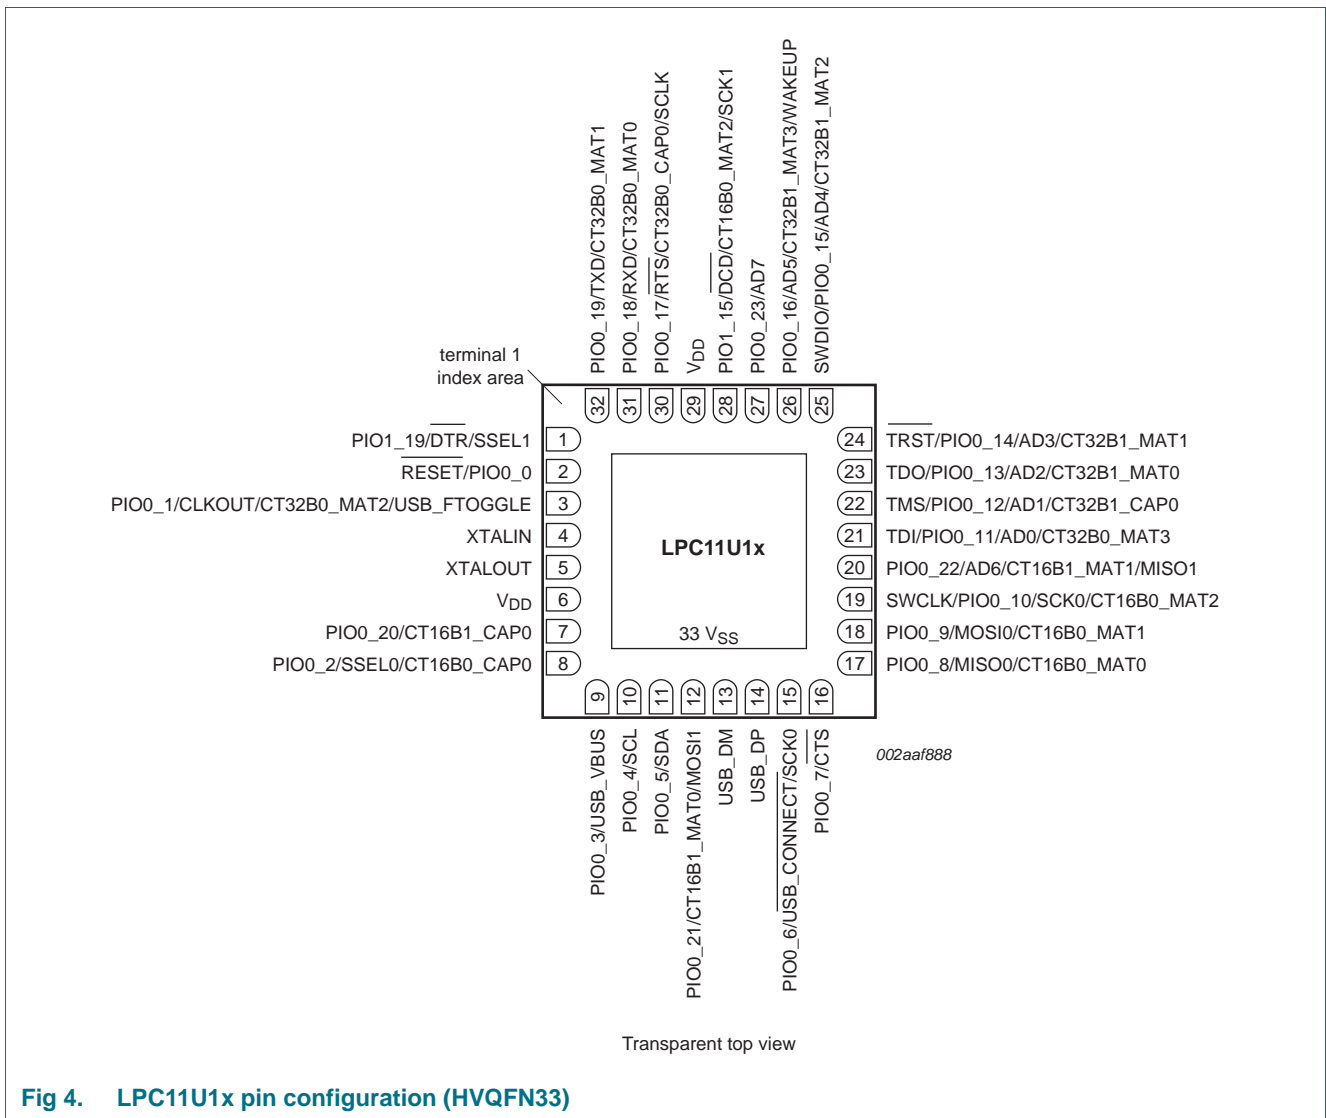 PIO0_19/TXD/CT32B0_MAT1
PIO0_18/RXD/CT32B0_MAT0
PIO0_17/RTS/CT32B0_CAP0/SCLK
VDD
PIO1_15/DCD/CT16B0_MAT2/SCK1
PIO0_23/AD7
PIO0_16/AD5/CT32B1_MAT3/WAKEUP
SWDIO/PIO0_15/AD4/CT32B1_MAT2
terminal 1
index area
32 31 30 29 28 27 26 25
PIO1_19/DTR/SSEL1 1
RESET/PIO0_0 2
PIO0_1/CLKOUT/CT32B0_MAT2/USB_FTOGGLE 3
XTALIN 4
XTALOUT 5
VDD 6
PIO0_20/CT16B1_CAP0 7
PIO0_2/SSEL0/CT16B0_CAP0 8
LPC11U1x
33 VSS
24 TRST/PIO0_14/AD3/CT32B1_MAT1
23 TDO/PIO0_13/AD2/CT32B1_MAT0
22 TMS/PIO0_12/AD1/CT32B1_CAP0
21 TDI/PIO0_11/AD0/CT32B0_MAT3
20 PIO0_22/AD6/CT16B1_MAT1/MISO1
19 SWCLK/PIO0_10/SCK0/CT16B0_MAT2
18 PIO0_9/MOSI0/CT16B0_MAT1
17 PIO0_8/MISO0/CT16B0_MAT0
9 10 11 12 13 14 15 16
PIO0_3/USB_VBUS
PIO0_4/SCL
PIO0_5/SDA
PIO0_21/CT16B1_MAT0/MOSI1
USB_DM
USB_DP
PIO0_6/USB_CONNECT/SCK0
PIO0_7/CTS
002aaf888
Transparent top view
Fig 4. LPC11U1x pin configuration (HVQFN33)